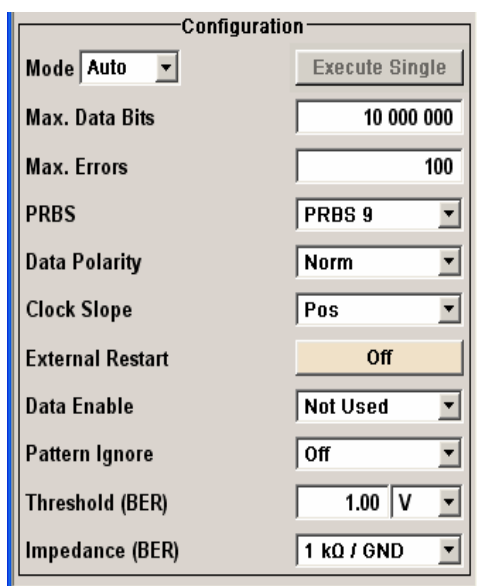 Configuration
Mode Auto Execute Single
Max. Data Bits 10 000 000
Max. Errors 100
PRBS PRBS 9
Data Polarity Norm
Clock Slope Pos
External Restart Off
Data Enable Not Used
Pattern Ignore Off
Threshold (BER) 1.00 V
Impedance (BER) 1 kΩ / GND